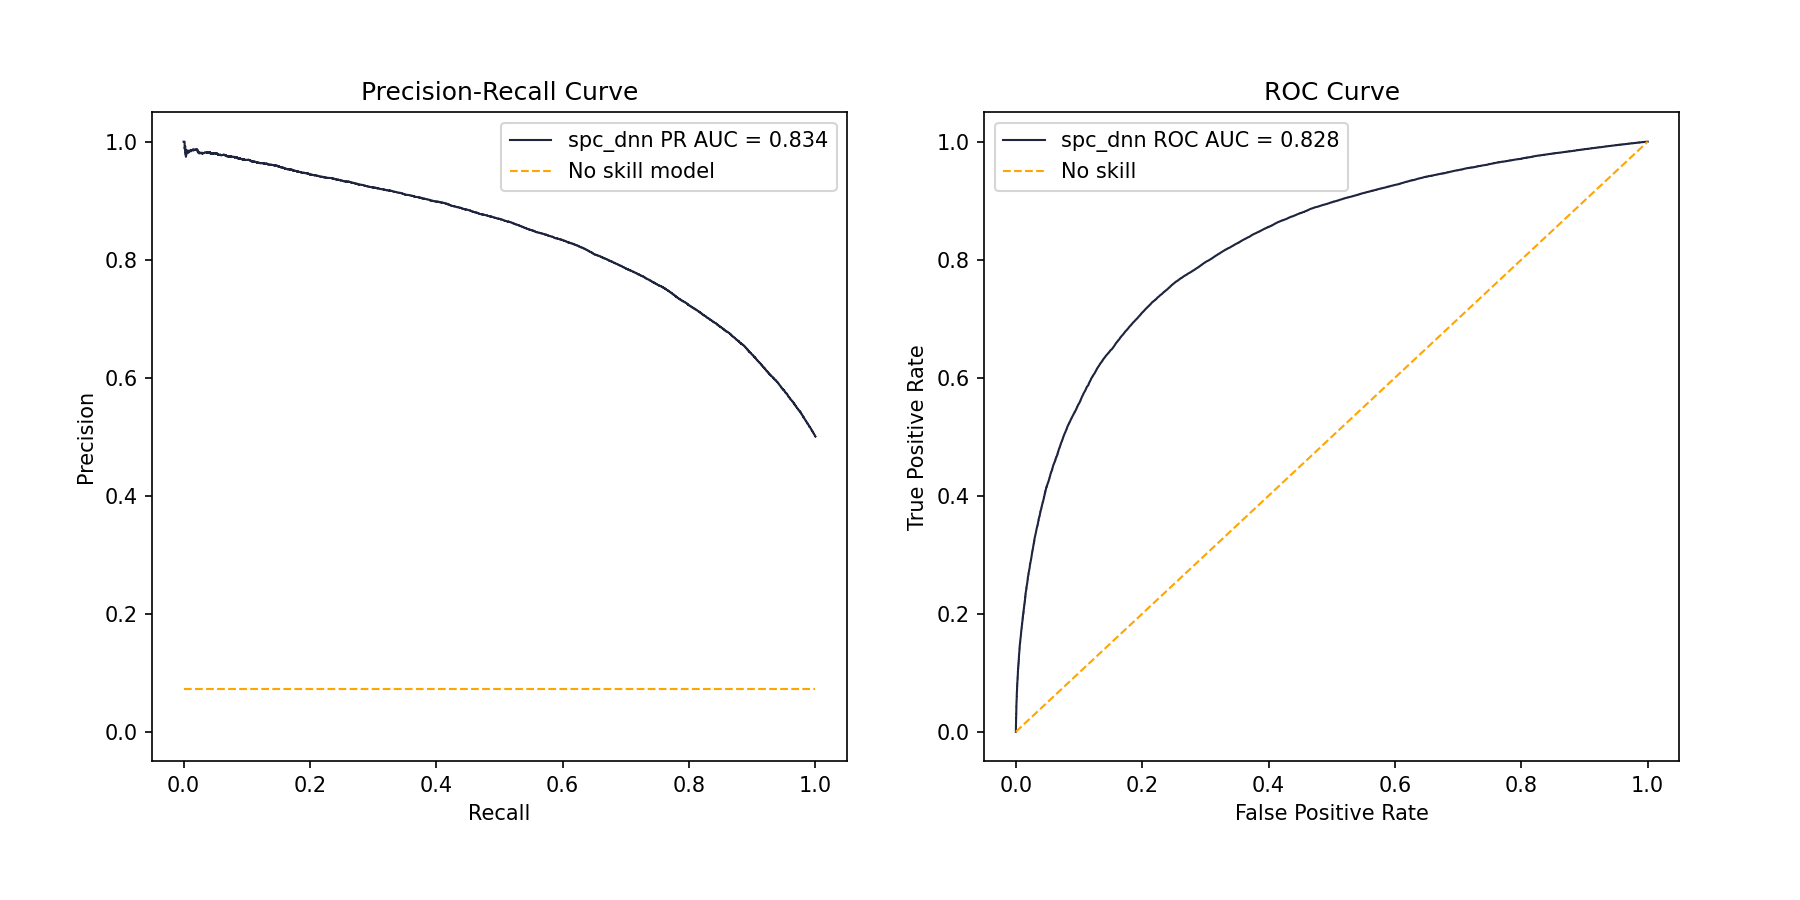 Precision-Recall Curve
spc_dnn PR AUC = 0.834
No skill model
1.0
0.8
0.6
0.4
0.2
0.0
Precision
0.0 0.2 0.4 0.6 0.8 1.0
Recall
ROC Curve
spc_dnn ROC AUC = 0.828
No skill
1.0
0.8
0.6
0.4
0.2
0.0
True Positive Rate
0.0 0.2 0.4 0.6 0.8 1.0
False Positive Rate